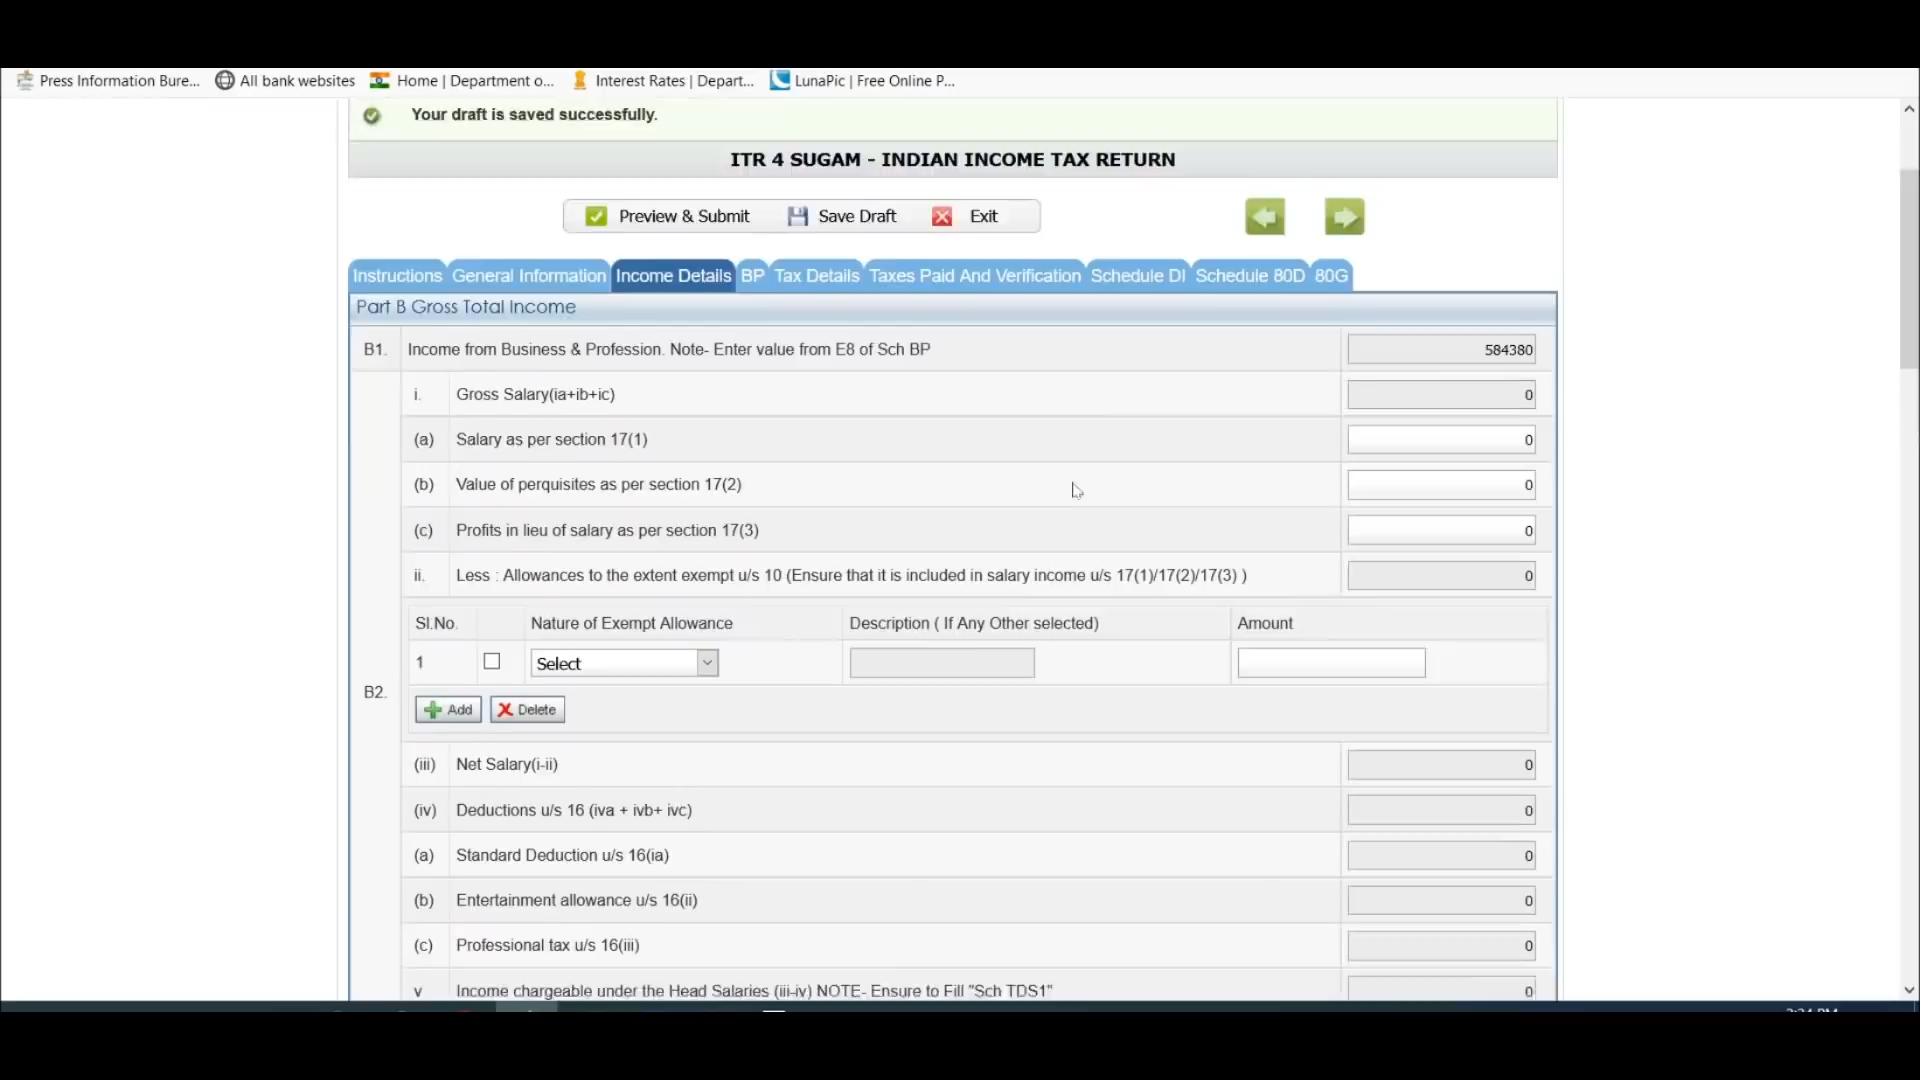 Press Information Bure... All bank websites Home | Department o... Interest Rates | Depart... LunaPic | Free Online P...
Your draft is saved successfully.
ITR 4 SUGAM - INDIAN INCOME TAX RETURN
Preview & Submit Save Draft Exit
Instructions General Information Income Details BP Tax Details Taxes Paid And Verification Schedule DI Schedule 80D 80G
Part B Gross Total Income
B1. Income from Business & Profession. Note- Enter value from E8 of Sch BP 584380
i. Gross Salary(ia+ib+ic) 0
(a) Salary as per section 17(1) 0
(b) Value of perquisites as per section 17(2) 0
(c) Profits in lieu of salary as per section 17(3) 0
ii. Less : Allowances to the extent exempt u/s 10 (Ensure that it is included in salary income u/s 17(1)/17(2)/17(3) ) 0
Sl.No. Nature of Exempt Allowance Description ( If Any Other selected) Amount
1 Select
B2.
Add Delete
(iii) Net Salary(i-ii) 0
(iv) Deductions u/s 16 (iva + ivb+ ivc) 0
(a) Standard Deduction u/s 16(ia) 0
(b) Entertainment allowance u/s 16(ii) 0
(c) Professional tax u/s 16(iii) 0
v Income chargeable under the Head Salaries (iii-iv) NOTE- Ensure to Fill "Sch TDS1" 0